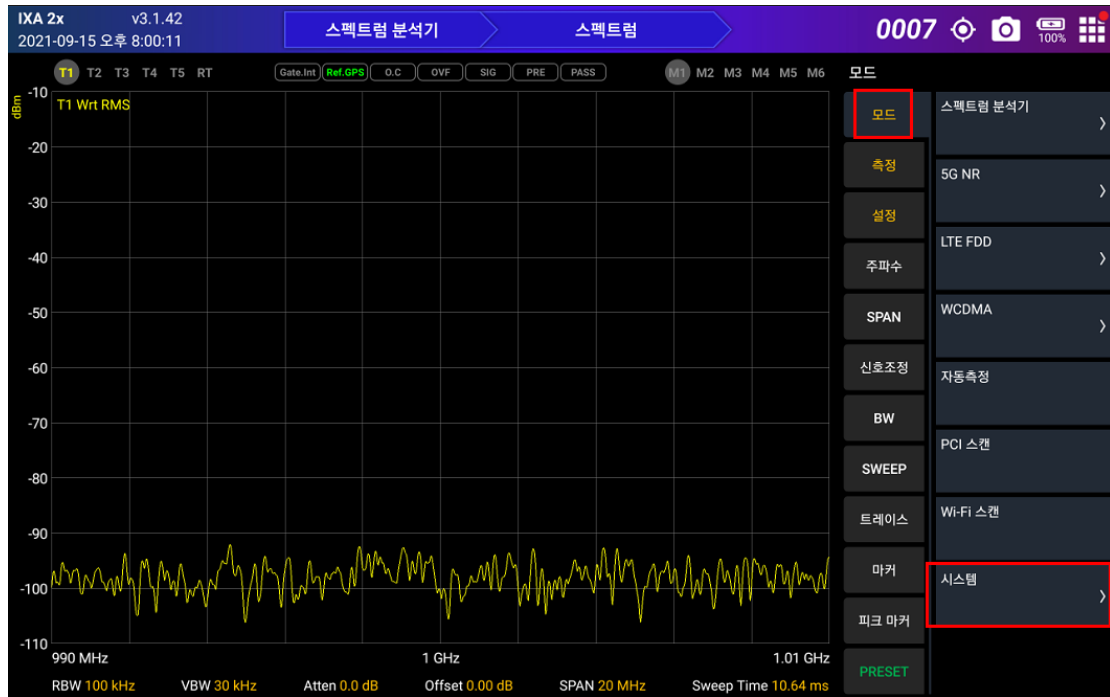 IXA 2x v3.1.42
2021-09-15 오후 8:00:11
스펙트럼 분석기 스펙트럼
0007 100%
T1 T2 T3 T4 T5 RT Gate.Int Ref.GPS O.C OVF SIG PRE PASS M1 M2 M3 M4 M5 M6
dBm
T1 Wrt RMS
-10
-20
-30
-40
-50
-60
-70
-80
-90
-100
-110
990 MHz 1 GHz 1.01 GHz
RBW 100 kHz VBW 30 kHz Atten 0.0 dB Offset 0.00 dB SPAN 20 MHz Sweep Time 10.64 ms
모드
모드
측정
설정
주파수
SPAN
신호조정
BW
SWEEP
트레이스
마커
피크 마커
PRESET
스펙트럼 분석기
5G NR
LTE FDD
WCDMA
자동측정
PCI 스캔
Wi-Fi 스캔
시스템